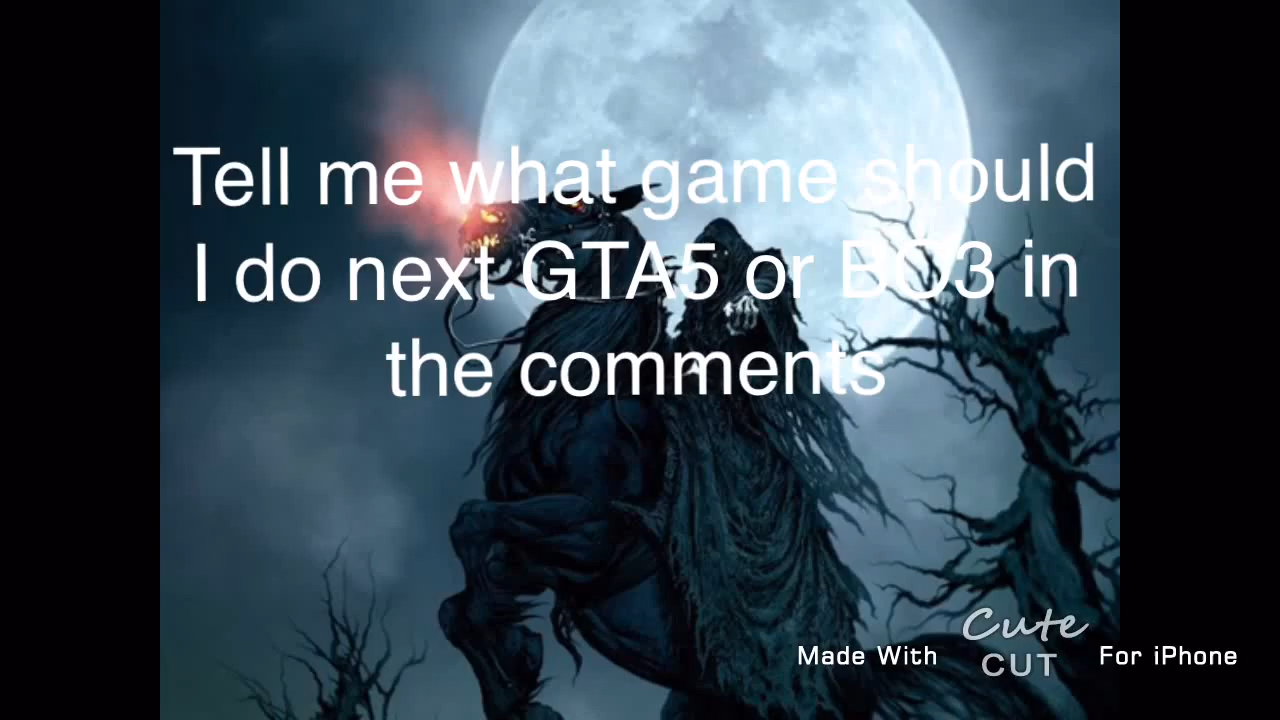 Tell me what game should
I do next GTA5 or BO3 in
the comments
Made With Cute CUT For iPhone